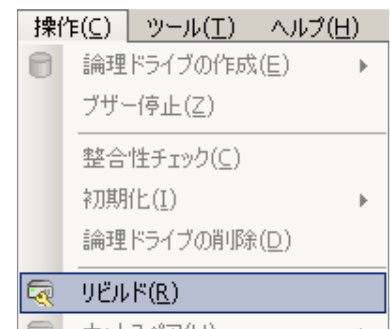 操作(C) ツール(T) ヘルプ(H)
論理ドライブの作成(E)
ブザー停止(Z)
整合性チェック(C)
初期化(I)
論理ドライブの削除(D)
リビルド(R)